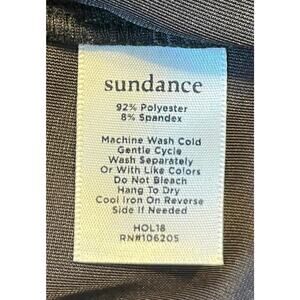 sundance
92% Polyester
8% Spandex
Machine Wash Cold
Gentle Cycle
Wash Separately
Or With Like Colors
Do Not Bleach
Hang To Dry
Cool Iron On Reverse
Side If Needed
HOL18
RN#106205